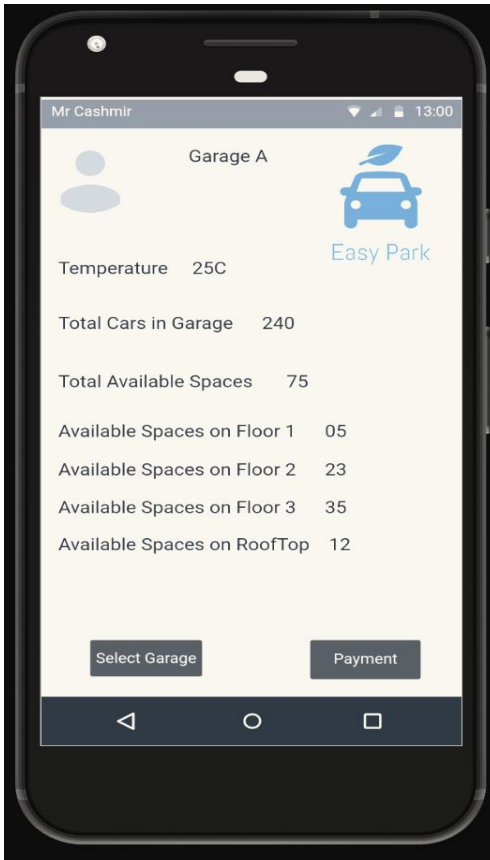 Mr Cashmir 13:00
Garage A
Easy Park
Temperature 25C
Total Cars in Garage 240
Total Available Spaces 75
Available Spaces on Floor 1 05
Available Spaces on Floor 2 23
Available Spaces on Floor 3 35
Available Spaces on RoofTop 12
Select Garage Payment